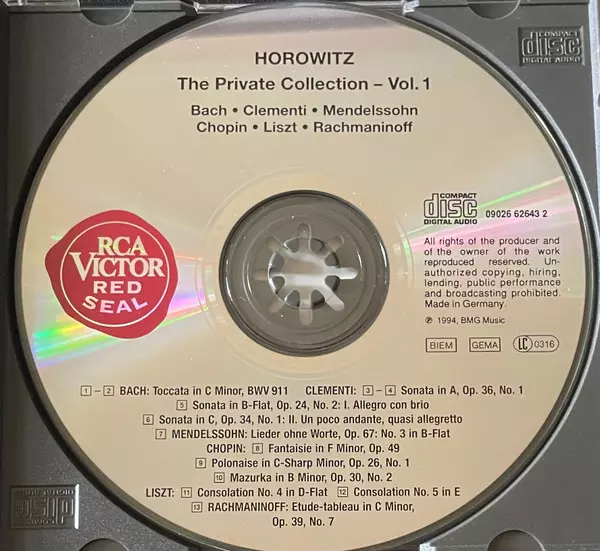 COMPACT
disc
DIGITAL AUDIO
HOROWITZ
The Private Collection – Vol. 1
Bach • Clementi • Mendelssohn
Chopin • Liszt • Rachmaninoff
COMPACT
disc
DIGITAL AUDIO
09026 62643 2
RCA
VICTOR
RED
SEAL
All rights of the producer and
of the owner of the work
reproduced reserved. Un-
authorized copying, hiring,
lending, public performance
and broadcasting prohibited.
Made in Germany.
℗ 1994, BMG Music
BIEM GEMA LC 0316
1 – 2 BACH: Toccata in C Minor, BWV 911 CLEMENTI: 3 – 4 Sonata in A, Op. 36, No. 1
5 Sonata in B-Flat, Op. 24, No. 2: I. Allegro con brio
6 Sonata in C, Op. 34, No. 1: II. Un poco andante, quasi allegretto
7 MENDELSSOHN: Lieder ohne Worte, Op. 67: No. 3 in B-Flat
CHOPIN: 8 Fantaisie in F Minor, Op. 49
9 Polonaise in C-Sharp Minor, Op. 26, No. 1
10 Mazurka in B Minor, Op. 30, No. 2
LISZT: 11 Consolation No. 4 in D-Flat 12 Consolation No. 5 in E
13 RACHMANINOFF: Etude-tableau in C Minor,
Op. 39, No. 7
COMPACT
disc
DIGITAL AUDIO